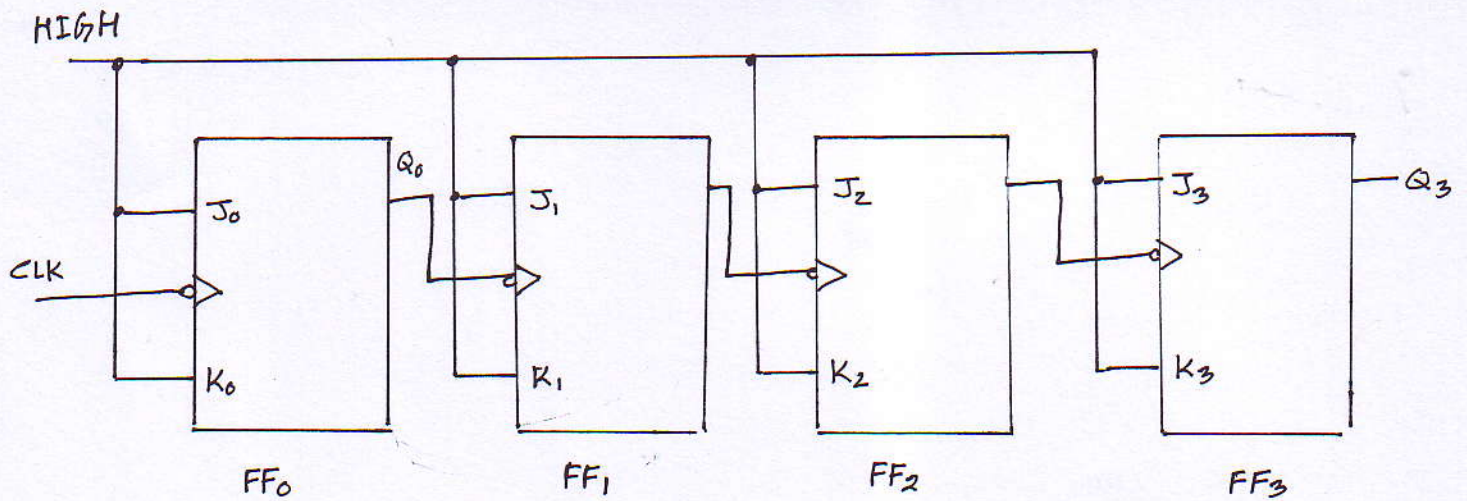 HIGH
Q₀
J₀
J₁
J₂
J₃
Q₃
CLK
K₀
K₁
K₂
K₃
FF₀
FF₁
FF₂
FF₃